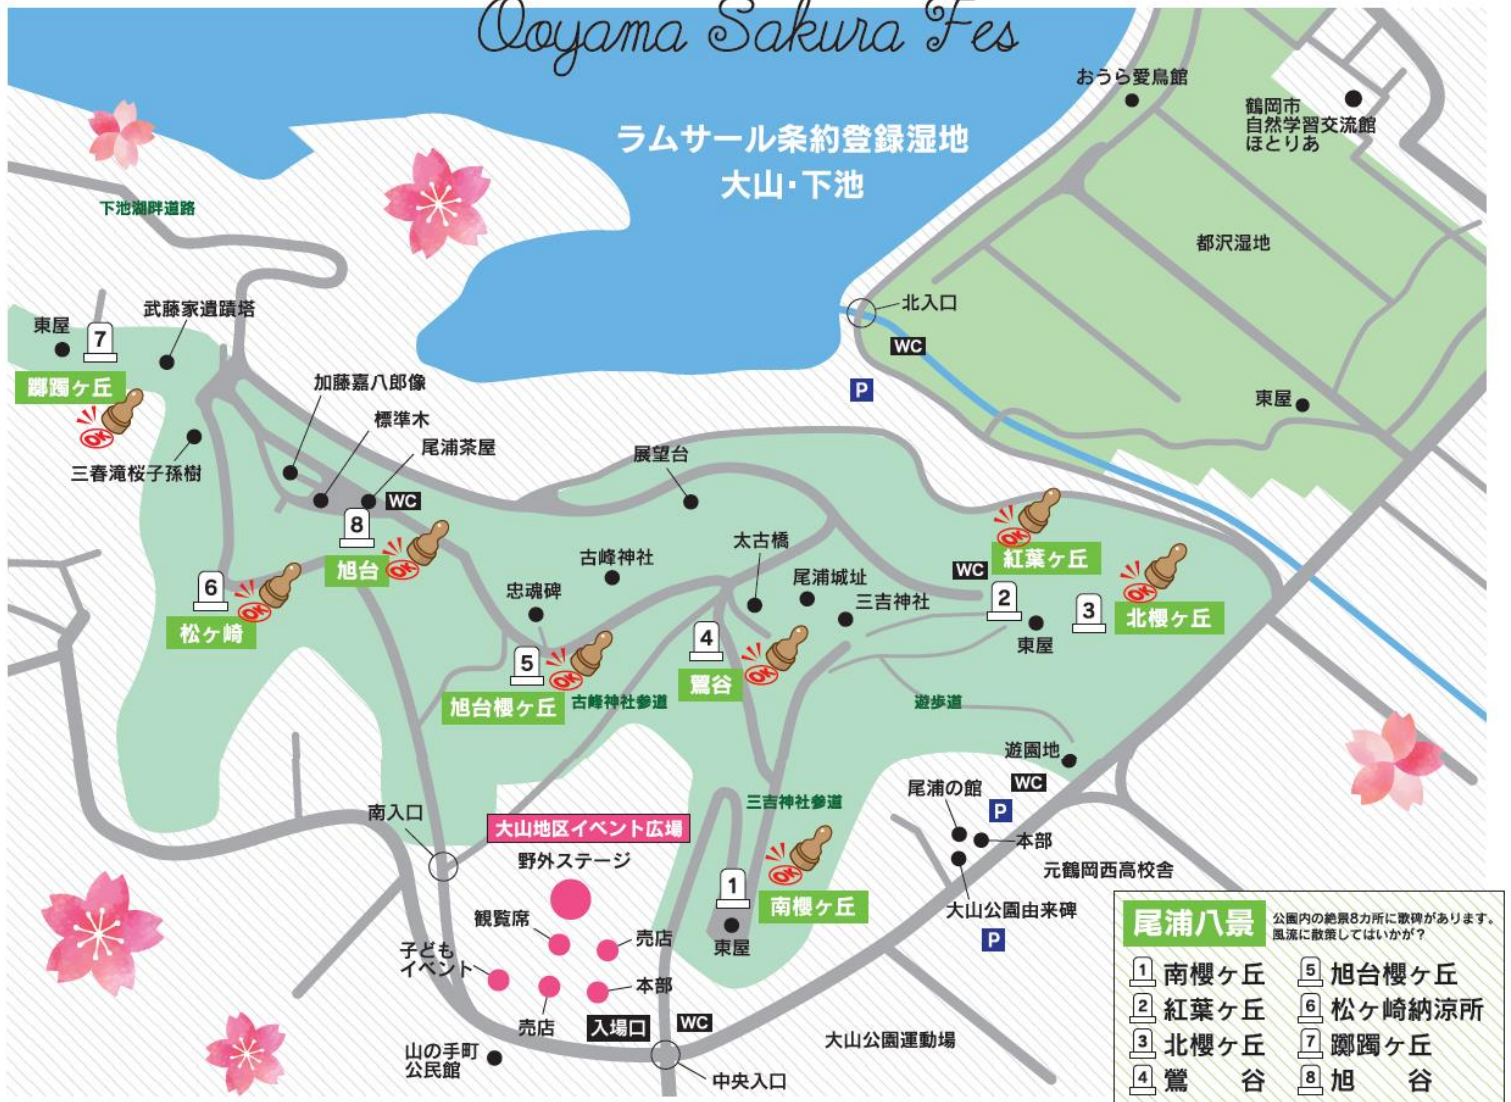 Ooyama Sakura Fes
おうら愛鳥館
鶴岡市
自然学習交流館
ほとりあ
ラムサール条約登録湿地
大山・下池
下池湖畔道路
都沢湿地
北入口
WC
P
東屋
武藤家遺蹟塔
東屋
7
躑躅ヶ丘
OK
加藤嘉八郎像
標準木
尾浦茶屋
WC
三春滝桜子孫樹
展望台
8
旭台
OK
6
松ヶ崎
OK
古峰神社
忠魂碑
太古橋
尾浦城址
三吉神社
WC
紅葉ヶ丘
OK
2
3
北櫻ヶ丘
OK
東屋
5
旭台櫻ヶ丘
OK
古峰神社参道
4
鶯谷
OK
遊歩道
遊園地
WC
尾浦の館
P
本部
元鶴岡西高校舎
大山公園由来碑
P
三吉神社参道
南入口
大山地区イベント広場
野外ステージ
観覧席
売店
子ども
イベント
売店
本部
入場口
WC
1
南櫻ヶ丘
OK
東屋
山の手町
公民館
中央入口
大山公園運動場
尾浦八景
公園内の絶景8カ所に歌碑があります。
風流に散策してはいかが?
1 南櫻ヶ丘
2 紅葉ヶ丘
3 北櫻ヶ丘
4 鶯 谷
5 旭台櫻ヶ丘
6 松ヶ崎納涼所
7 躑躅ヶ丘
8 旭 谷